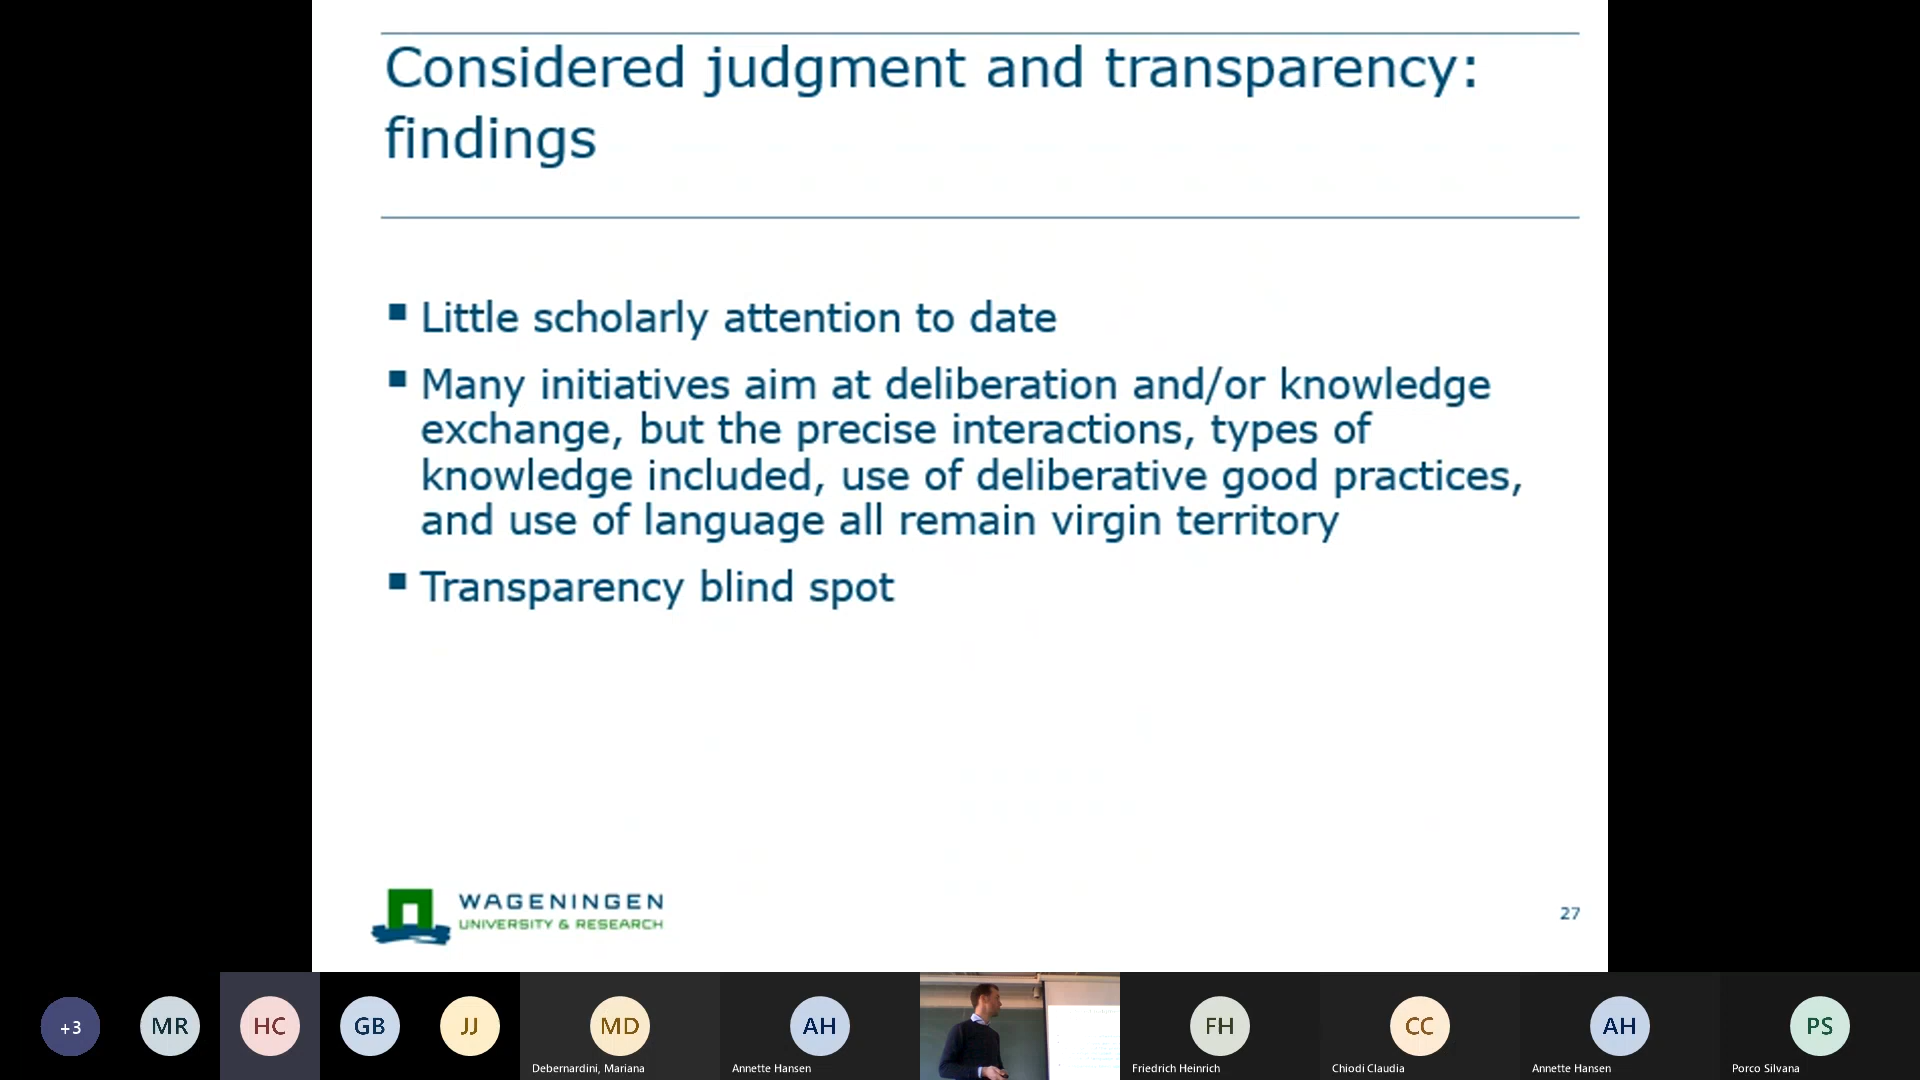 Considered judgment and transparency:
findings
Little scholarly attention to date
Many initiatives aim at deliberation and/or knowledge
exchange, but the precise interactions, types of
knowledge included, use of deliberative good practices,
and use of language all remain virgin territory
Transparency blind spot
WAGENINGEN
UNIVERSITY & RESEARCH
27
+3
MR
HC
GB
JJ
MD
Debernardini, Mariana
AH
Annette Hansen
FH
Friedrich Heinrich
CC
Chiodi Claudia
AH
Annette Hansen
PS
Porco Silvana